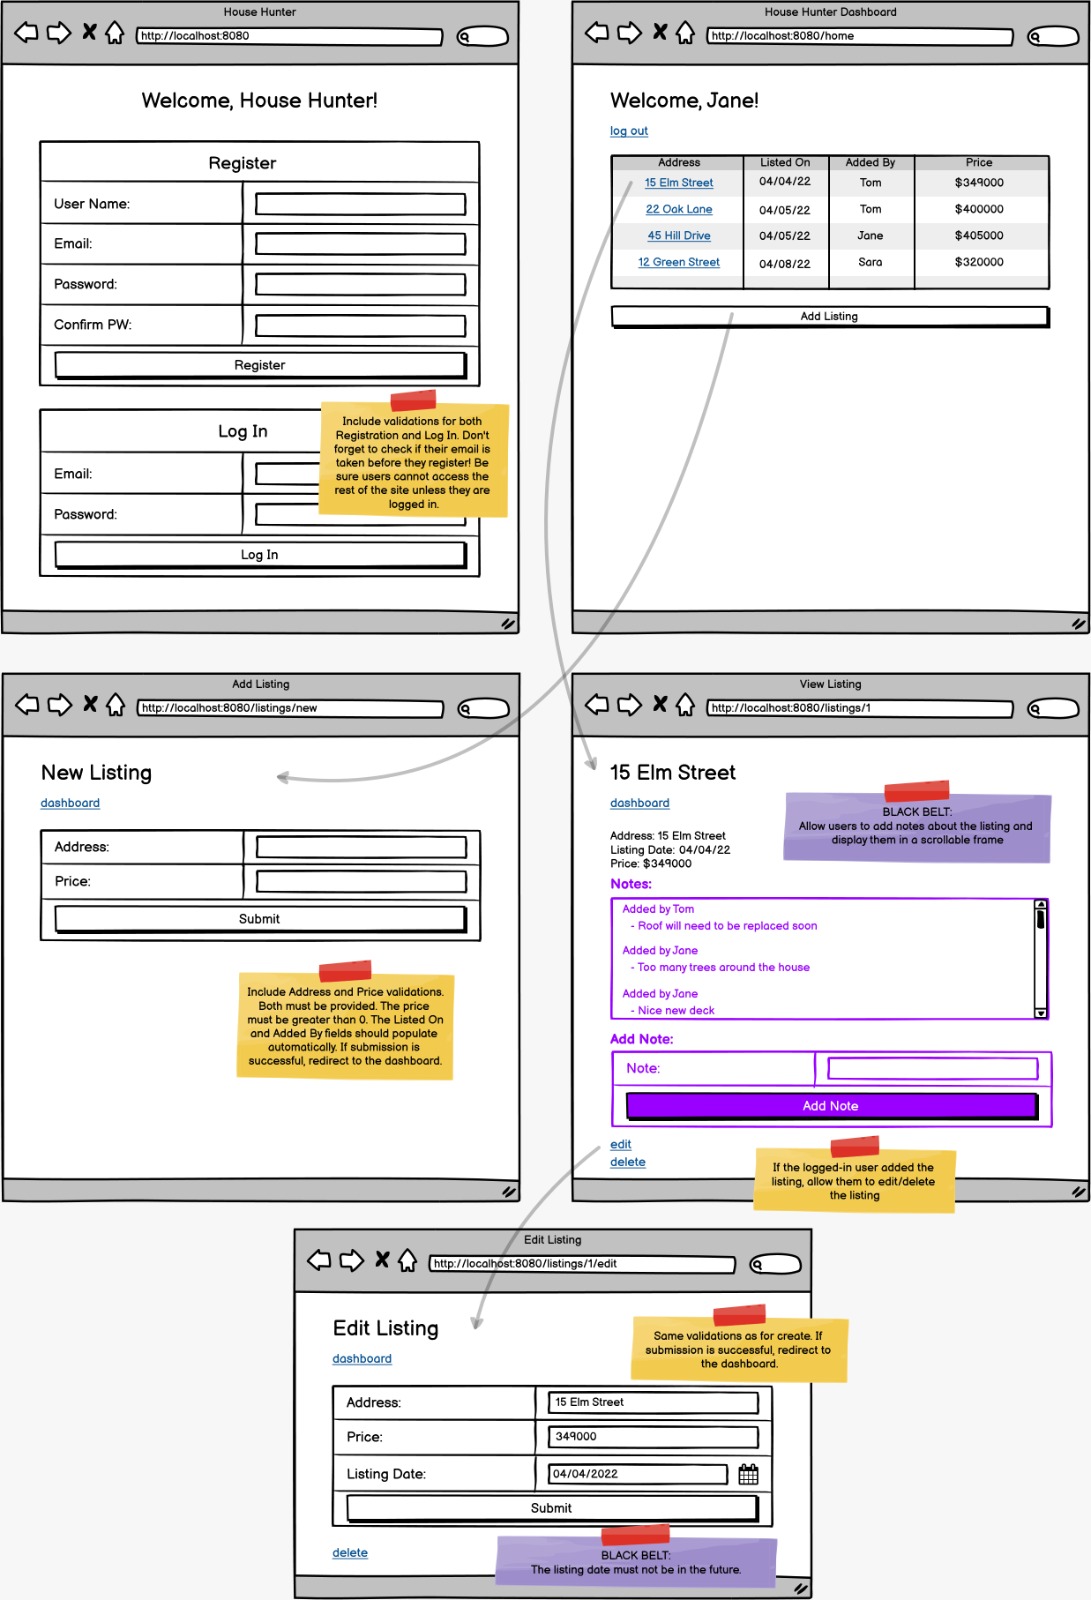 House Hunter
http://localhost:8080
Welcome, House Hunter!
Register
User Name:
Email:
Password:
Confirm PW:
Register
Log In
Email:
Password:
Log In
Include validations for both
Registration and Log In. Don't
forget to check if their email is
taken before they register! Be
sure users cannot access the
rest of the site unless they are
logged in.
House Hunter Dashboard
http://localhost:8080/home
Welcome, Jane!
log out
Address Listed On Added By Price
15 Elm Street 04/04/22 Tom $349000
22 Oak Lane 04/05/22 Tom $400000
45 Hill Drive 04/05/22 Jane $405000
12 Green Street 04/08/22 Sara $320000
Add Listing
Add Listing
http://localhost:8080/listings/new
New Listing
dashboard
Address:
Price:
Submit
Include Address and Price validations.
Both must be provided. The price
must be greater than 0. The Listed On
and Added By fields should populate
automatically. If submission is
successful, redirect to the dashboard.
View Listing
http://localhost:8080/listings/1
15 Elm Street
dashboard
BLACK BELT:
Allow users to add notes about the listing and
display them in a scrollable frame
Address: 15 Elm Street
Listing Date: 04/04/22
Price: $349000
Notes:
Added by Tom
- Roof will need to be replaced soon
Added by Jane
- Too many trees around the house
Added by Jane
- Nice new deck
Add Note:
Note:
Add Note
edit
delete
If the logged-in user added the
listing, allow them to edit/delete
the listing
Edit Listing
http://localhost:8080/listings/1/edit
Edit Listing
dashboard
Same validations as for create. If
submission is successful, redirect to
the dashboard.
Address: 15 Elm Street
Price: 349000
Listing Date: 04/04/2022
Submit
delete
BLACK BELT:
The listing date must not be in the future.